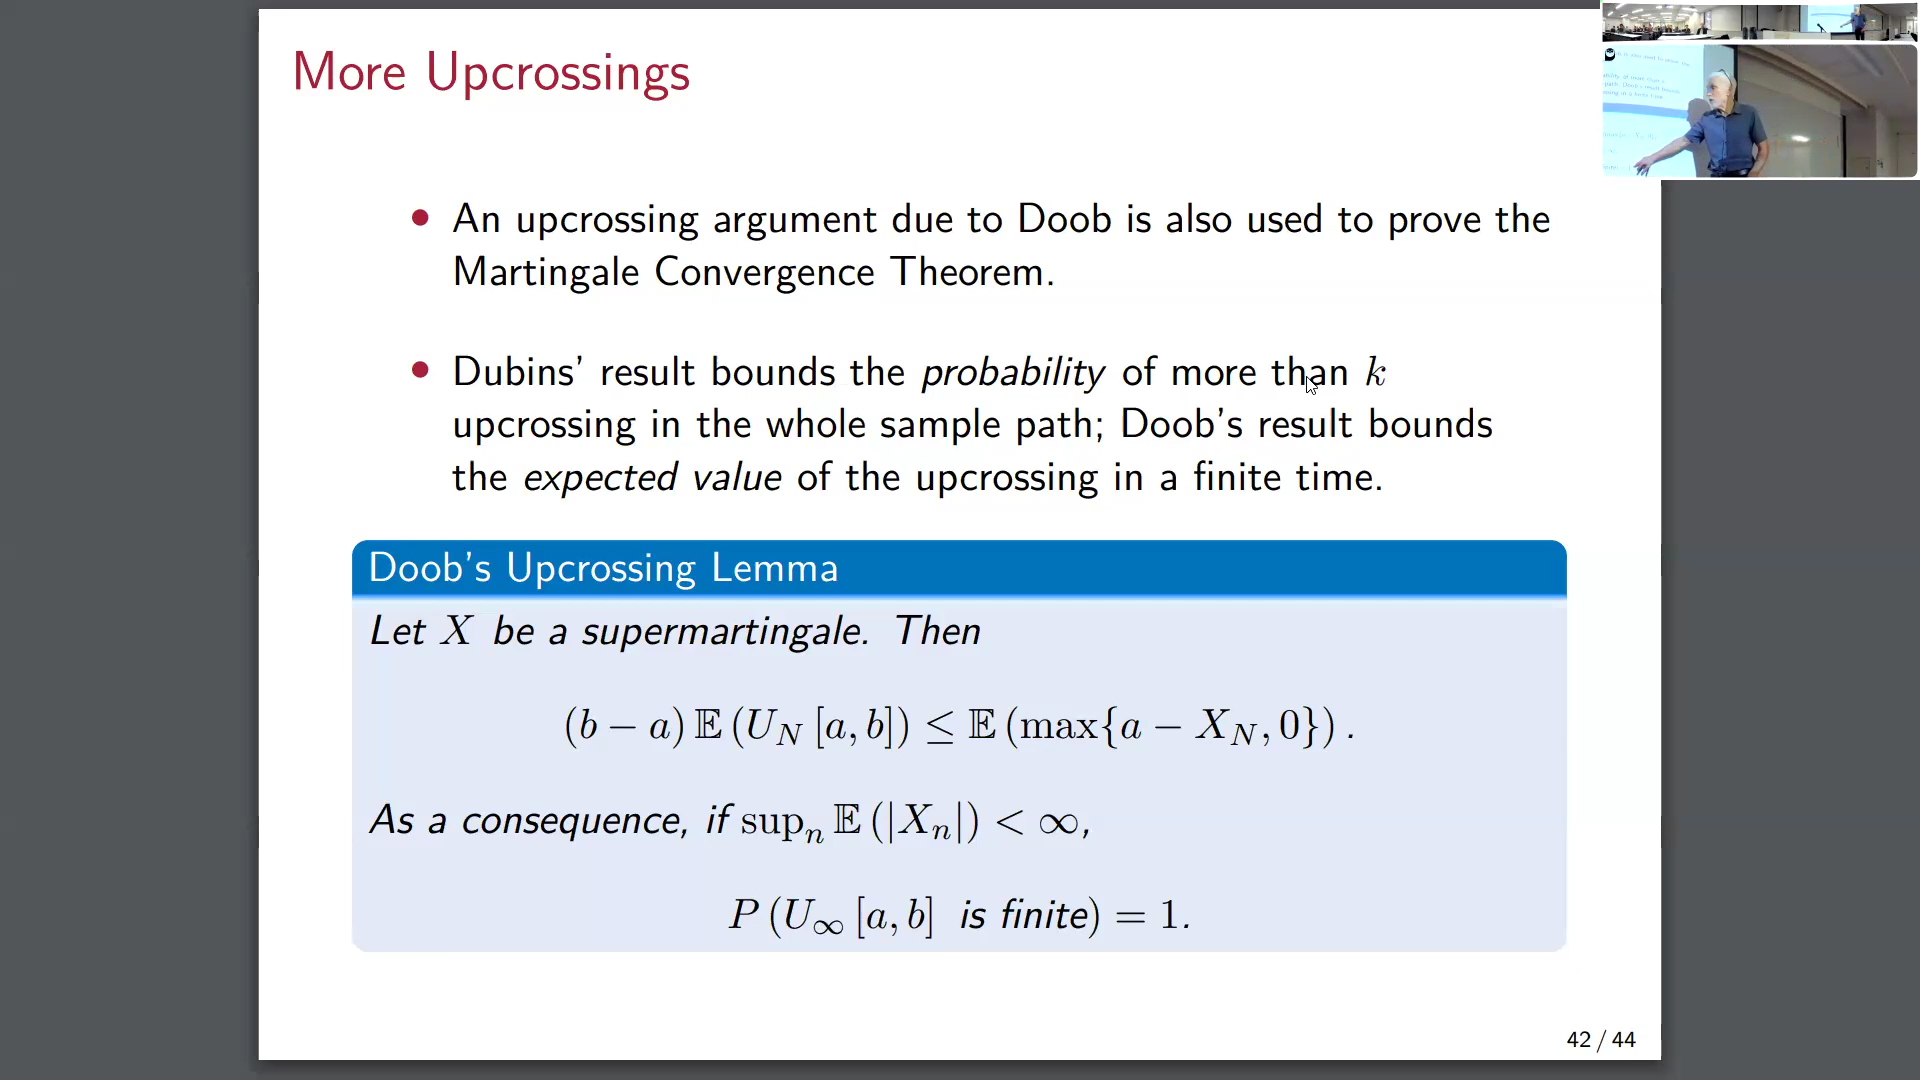 More Upcrossings
• An upcrossing argument due to Doob is also used to prove the
Martingale Convergence Theorem.
• Dubins' result bounds the probability of more than k
upcrossing in the whole sample path; Doob's result bounds
the expected value of the upcrossing in a finite time.
Doob's Upcrossing Lemma
Let X be a supermartingale. Then
(b − a) 𝔼 (U_N [a, b]) ≤ 𝔼 (max{a − X_N, 0}) .
As a consequence, if sup_n 𝔼 (|X_n|) < ∞,
P (U_∞ [a, b] is finite) = 1.
42 / 44